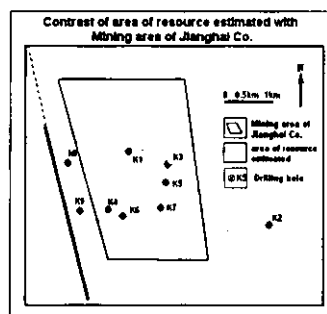 Contrast of area of resource estimated with
Mining area of Jianghai Co.
N
0 0.5km 1km
Mining area of
Jianghai Co.
area of resource
estimated
K5 Drilling hole
K1
K3
K5
K9
K4
K6
K7
K2